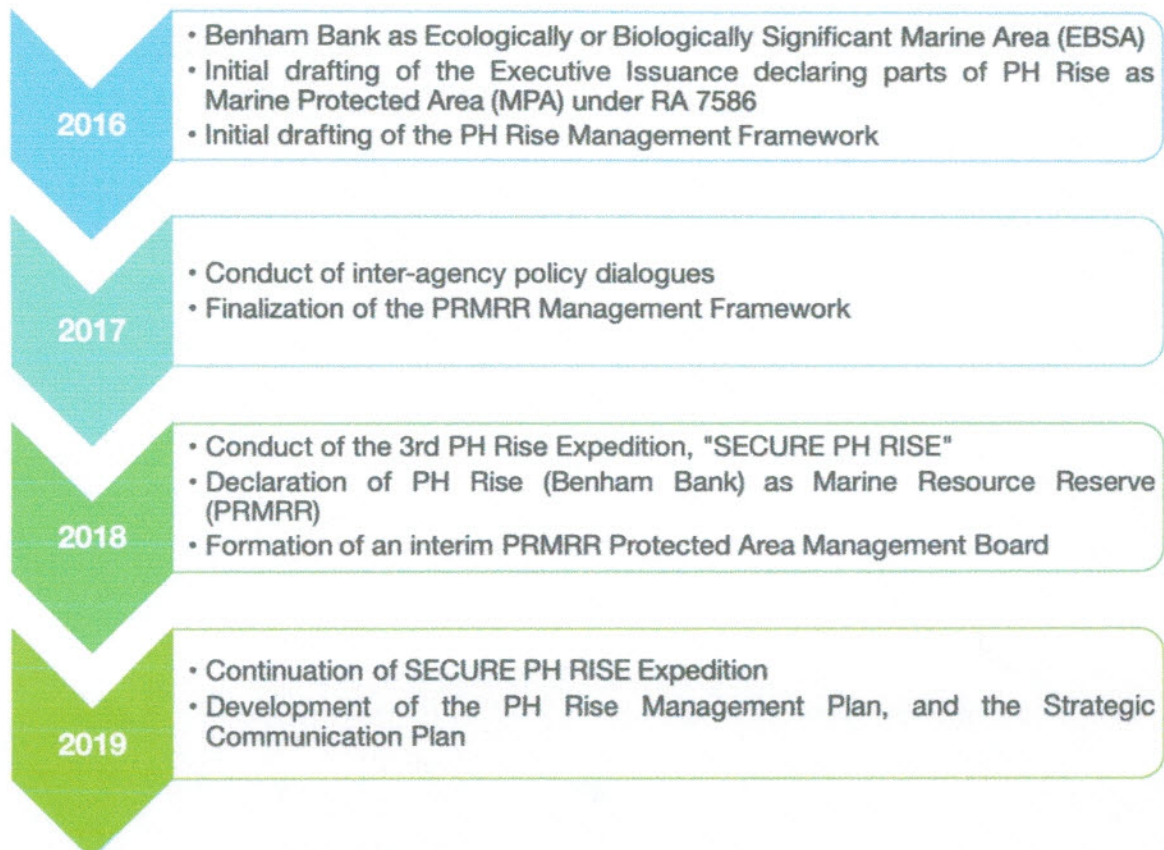 2016
• Benham Bank as Ecologically or Biologically Significant Marine Area (EBSA)
• Initial drafting of the Executive Issuance declaring parts of PH Rise as
Marine Protected Area (MPA) under RA 7586
• Initial drafting of the PH Rise Management Framework
2017
• Conduct of inter-agency policy dialogues
• Finalization of the PRMRR Management Framework
2018
• Conduct of the 3rd PH Rise Expedition, "SECURE PH RISE"
• Declaration of PH Rise (Benham Bank) as Marine Resource Reserve
(PRMRR)
• Formation of an interim PRMRR Protected Area Management Board
2019
• Continuation of SECURE PH RISE Expedition
• Development of the PH Rise Management Plan, and the Strategic
Communication Plan